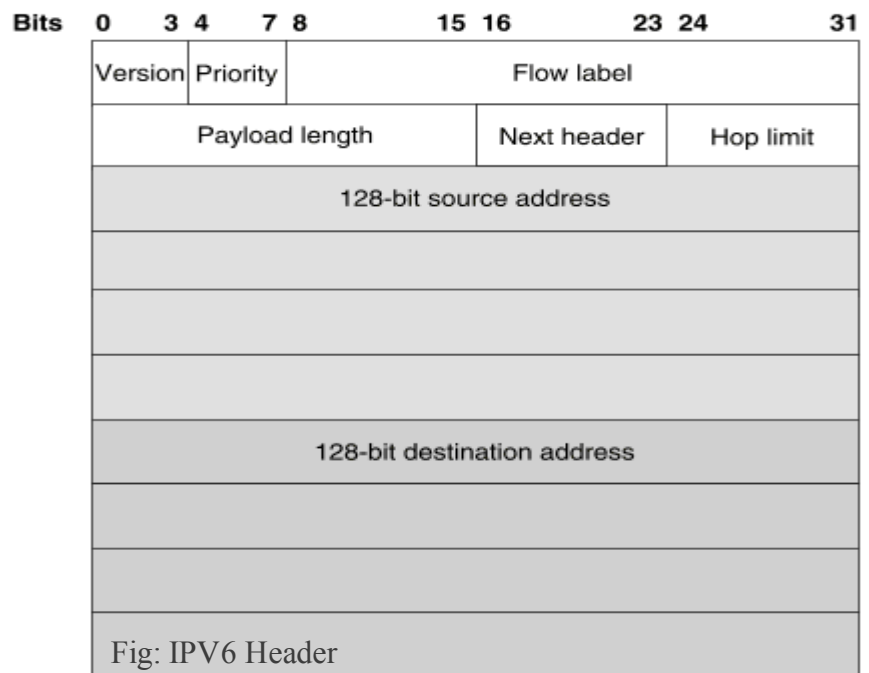 Bits 0 3 4 7 8 15 16 23 24 31
Version Priority Flow label
Payload length Next header Hop limit
128-bit source address
128-bit destination address
Fig: IPV6 Header